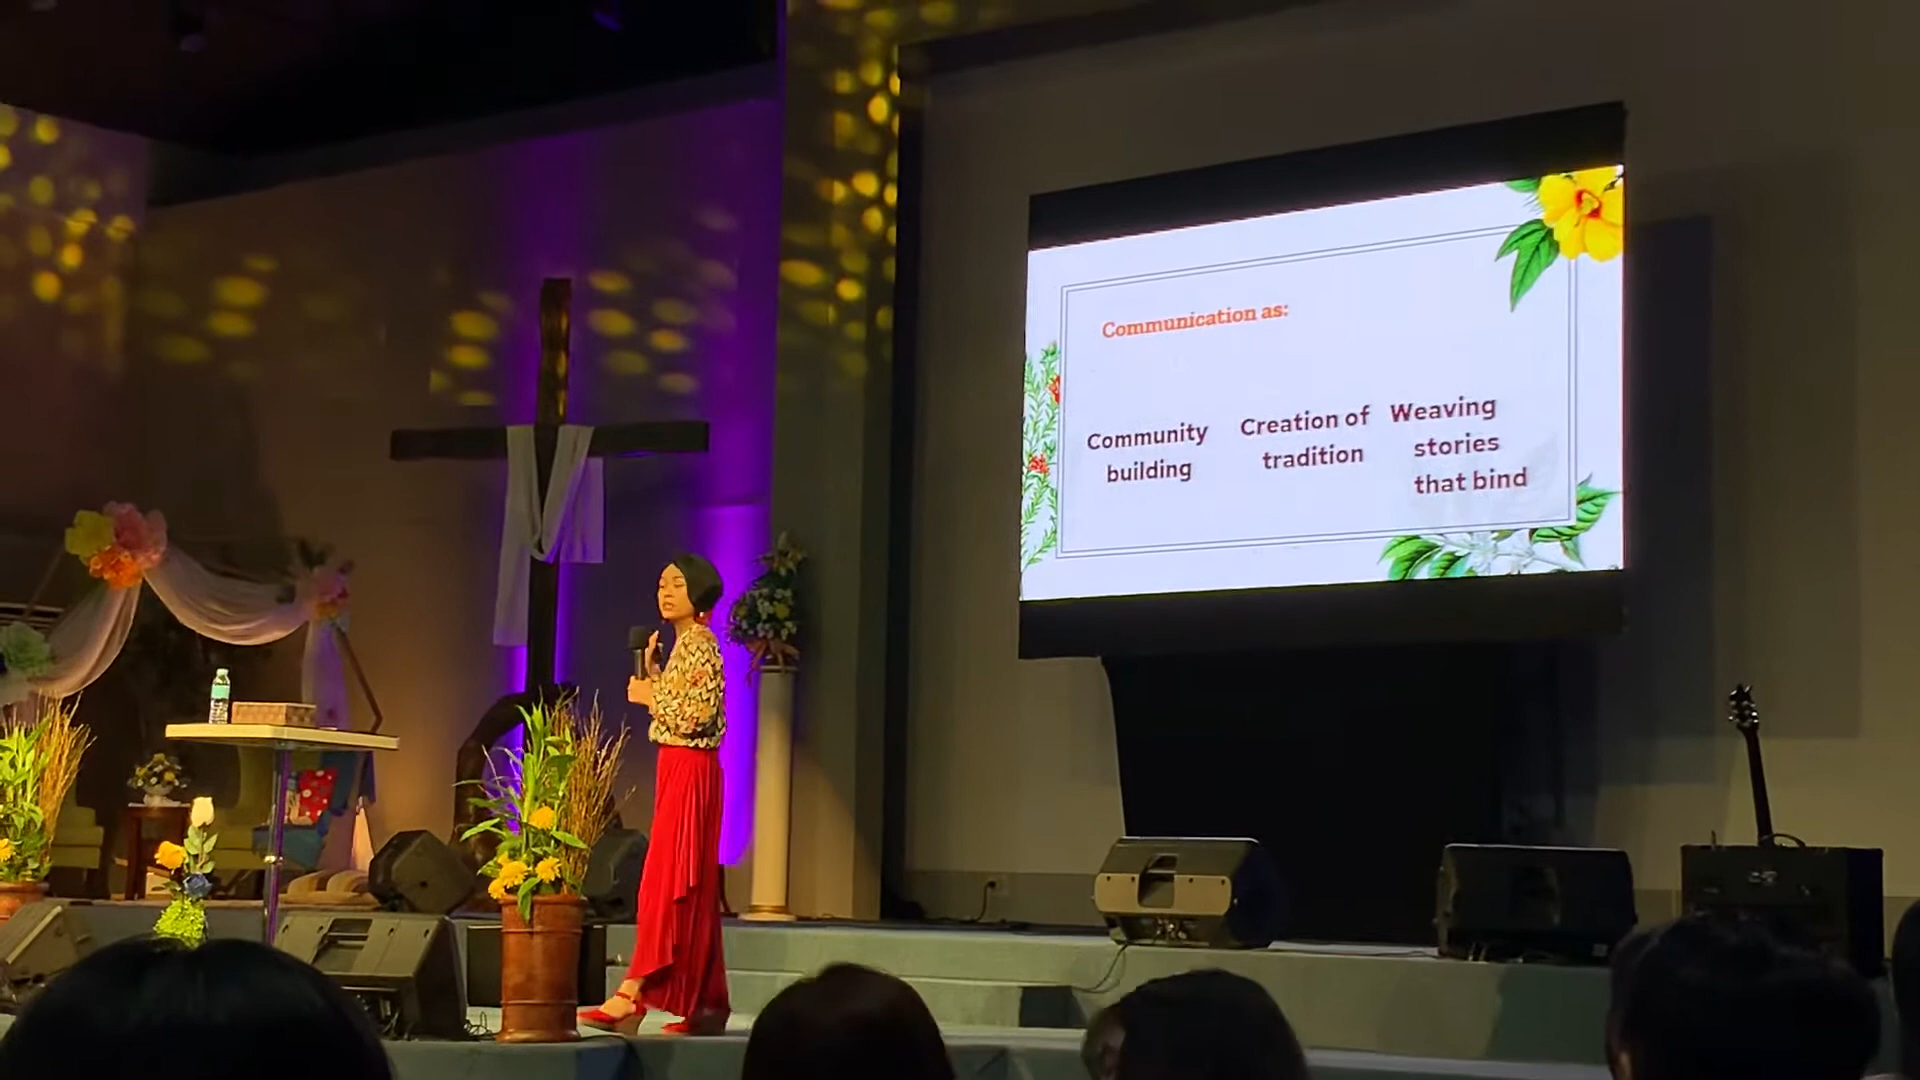 Communication as:
Community
building
Creation of
tradition
Weaving
stories
that bind